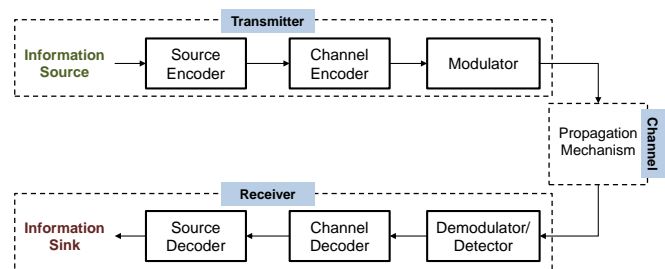 Transmitter
Information
Source
Source
Encoder
Channel
Encoder
Modulator
Propagation
Mechanism
Channel
Receiver
Information
Sink
Source
Decoder
Channel
Decoder
Demodulator/
Detector